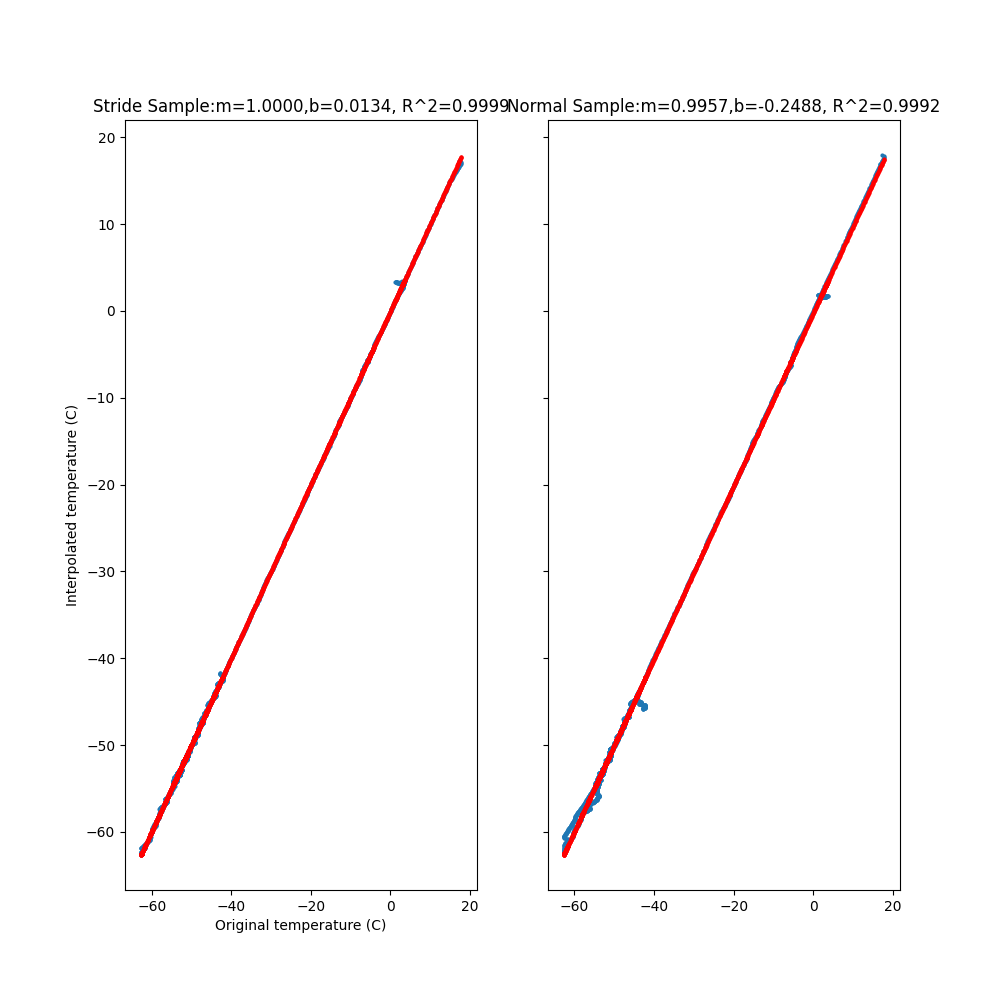 Stride Sample:m=1.0000,b=0.0134, R^2=0.9999
Normal Sample:m=0.9957,b=-0.2488, R^2=0.9992
20
10
0
−10
−20
−30
−40
−50
−60
Interpolated temperature (C)
−60 −40 −20 0 20
−60 −40 −20 0 20
Original temperature (C)